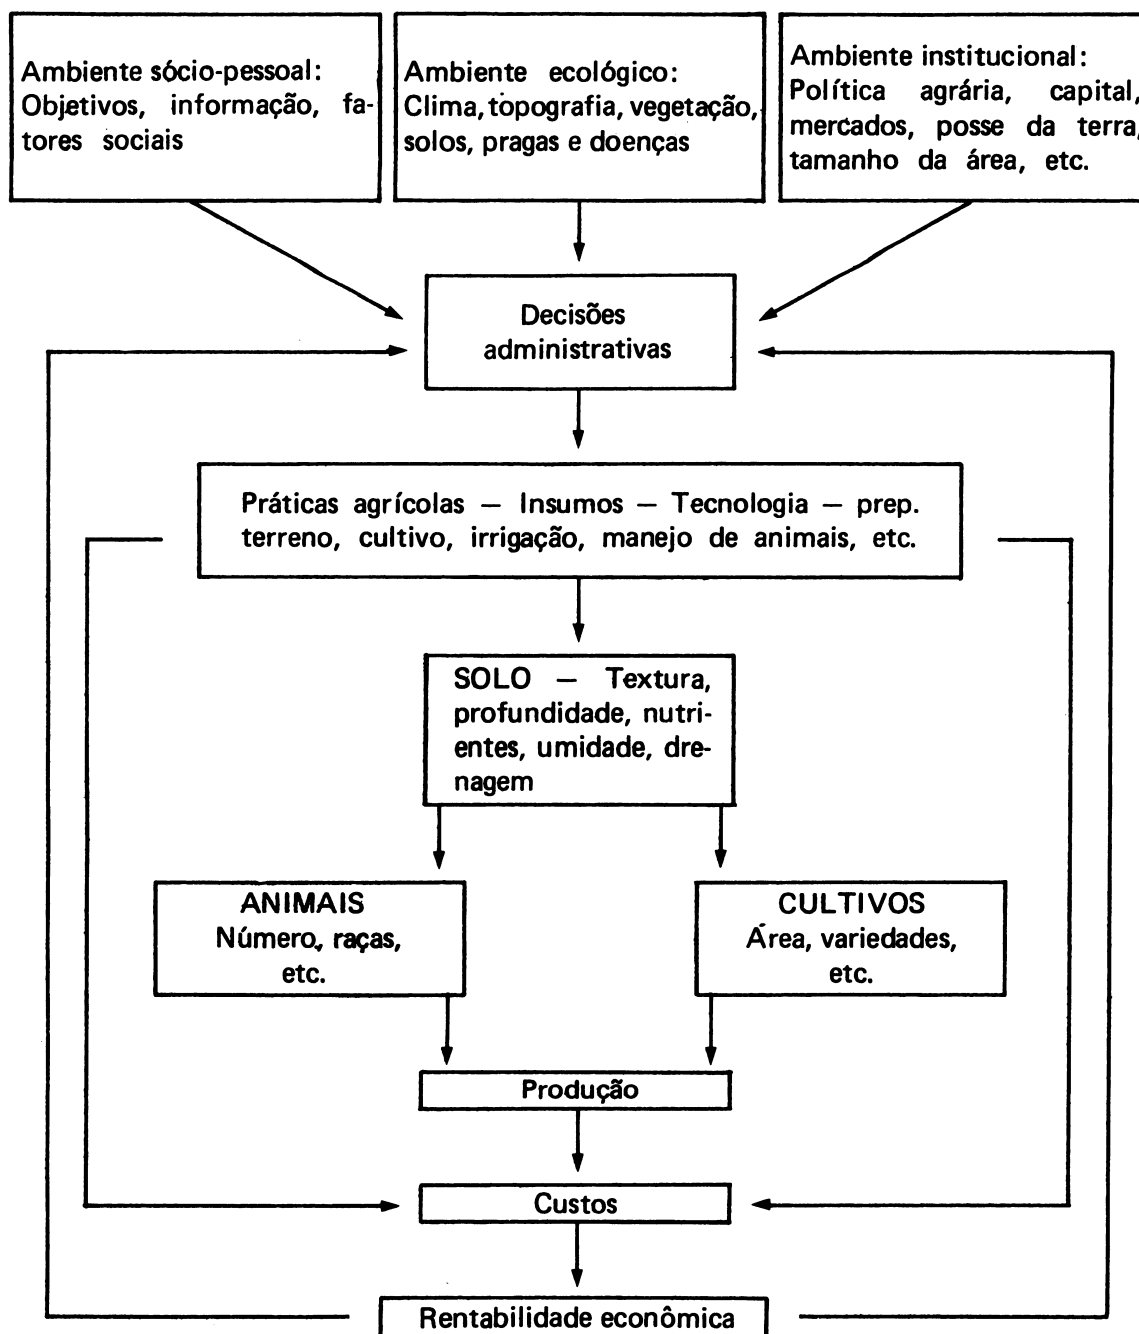 Ambiente sócio-pessoal:
Objetivos, informação, fa-
tores sociais
Ambiente ecológico:
Clima, topografia, vegetação,
solos, pragas e doenças
Ambiente institucional:
Política agrária, capital,
mercados, posse da terra,
tamanho da área, etc.
Decisões
administrativas
Práticas agrícolas — Insumos — Tecnologia — prep.
terreno, cultivo, irrigação, manejo de animais, etc.
SOLO — Textura,
profundidade, nutri-
entes, umidade, dre-
nagem
ANIMAIS
Número, raças,
etc.
CULTIVOS
Área, variedades,
etc.
Produção
Custos
Rentabilidade econômica